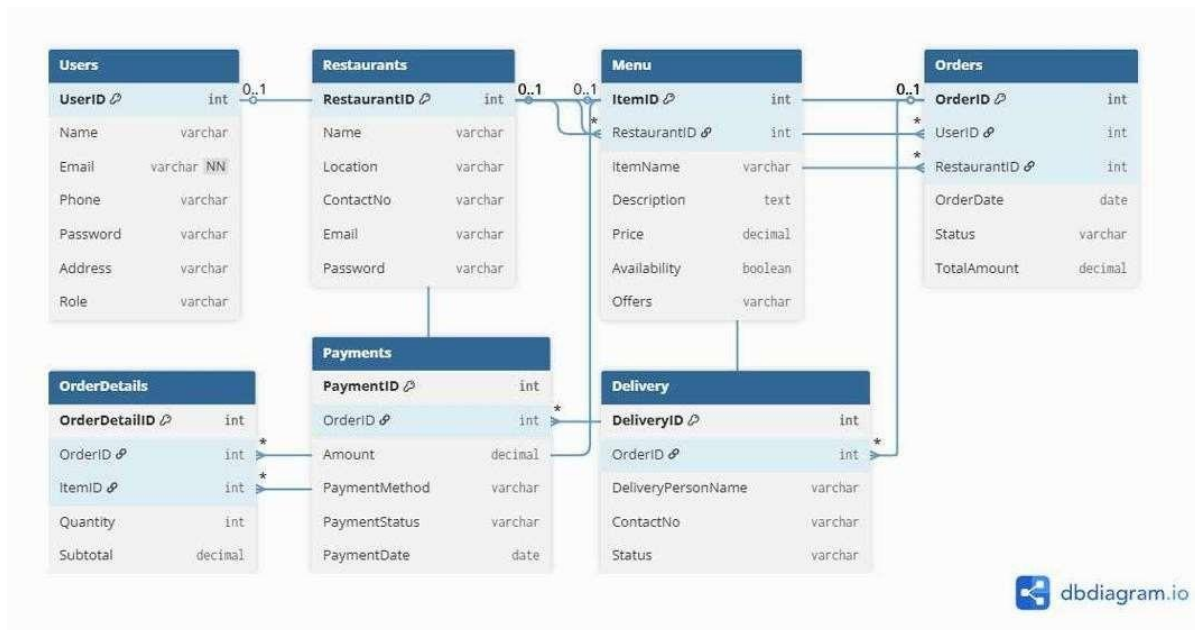 Users
UserID int
Name varchar
Email varchar NN
Phone varchar
Password varchar
Address varchar
Role varchar
0..1
Restaurants
RestaurantID int
Name varchar
Location varchar
ContactNo varchar
Email varchar
Password varchar
0..1
0..1
*
Menu
ItemID int
RestaurantID int
ItemName varchar
Description text
Price decimal
Availability boolean
Offers varchar
0..1
*
*
Orders
OrderID int
UserID int
RestaurantID int
OrderDate date
Status varchar
TotalAmount decimal
OrderDetails
OrderDetailID int
OrderID int
ItemID int
Quantity int
Subtotal decimal
*
*
Payments
PaymentID int
OrderID int
Amount decimal
PaymentMethod varchar
PaymentStatus varchar
PaymentDate date
*
Delivery
DeliveryID int
OrderID int
DeliveryPersonName varchar
ContactNo varchar
Status varchar
*
dbdiagram.io